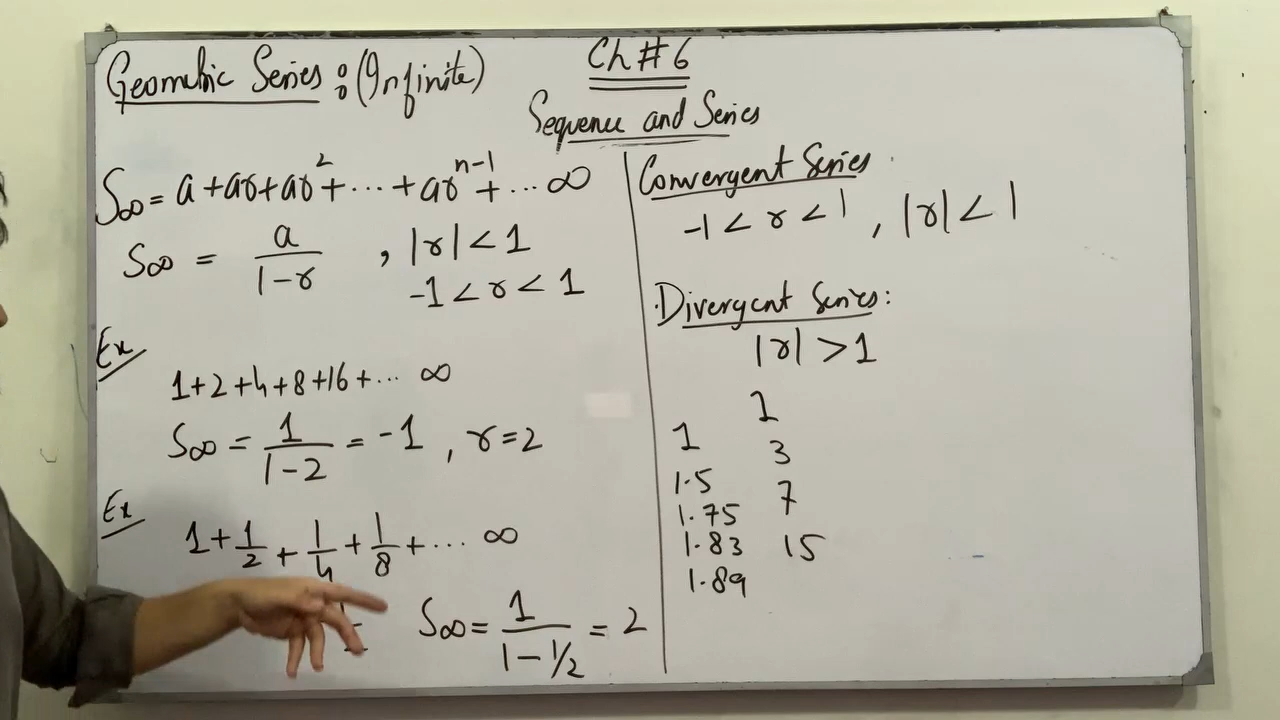 Ch # 6
Sequence and Series
Geometric Series : (Infinite)
S∞ = a + ar + ar² + ... + arⁿ⁻¹ + ... ∞
S∞ = a/(1-r) , |r| < 1
-1 < r < 1
Ex
1+2+4+8+16+... ∞
S∞ = 1/(1-2) = -1 , r = 2
Ex
1 + 1/2 + 1/4 + 1/8 + ... ∞
S∞ = 1/(1 - 1/2) = 2
Convergent Series
-1 < r < 1 , |r| < 1
Divergent Series:
|r| > 1
1
1 3
1.5 7
1.75
1.83 15
1.89